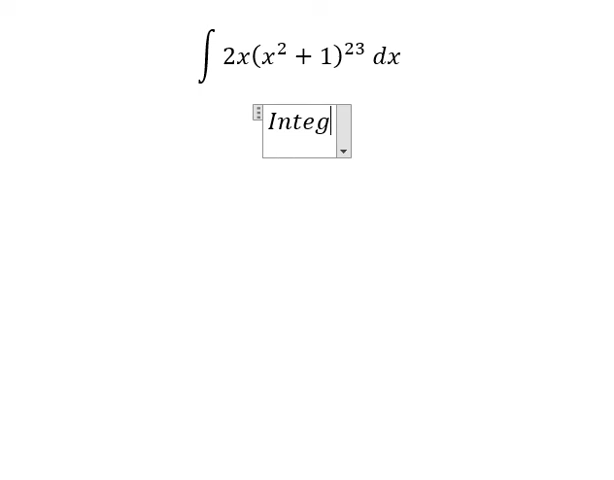 ∫ 2x(x² + 1)²³ dx
Integ